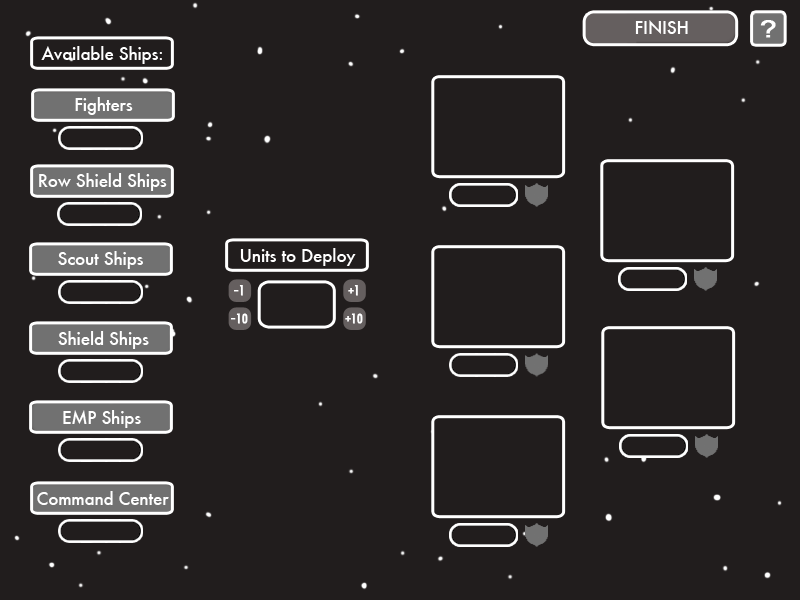 FINISH
?
Available Ships:
Fighters
Row Shield Ships
Scout Ships
Shield Ships
EMP Ships
Command Center
Units to Deploy
-1
+1
-10
+10